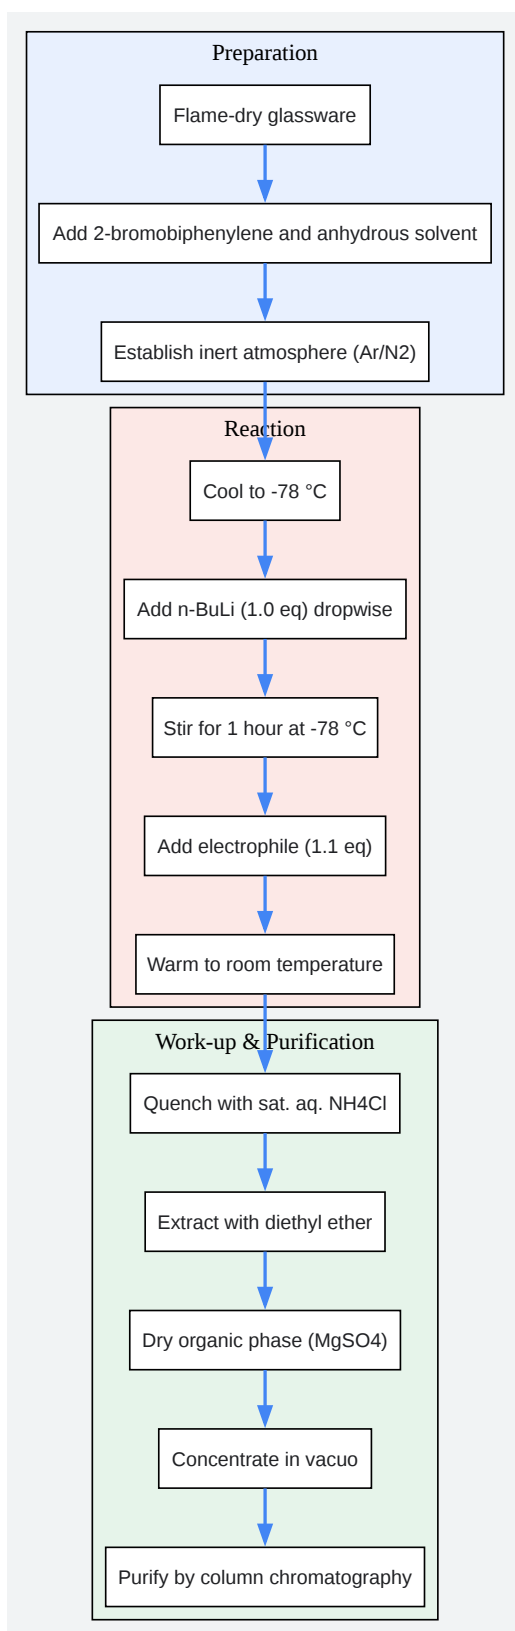 Preparation
Flame-dry glassware
Add 2-bromobiphenylene and anhydrous solvent
Establish inert atmosphere (Ar/N2)
Reaction
Cool to -78 °C
Add n-BuLi (1.0 eq) dropwise
Stir for 1 hour at -78 °C
Add electrophile (1.1 eq)
Warm to room temperature
Work-up & Purification
Quench with sat. aq. NH4Cl
Extract with diethyl ether
Dry organic phase (MgSO4)
Concentrate in vacuo
Purify by column chromatography